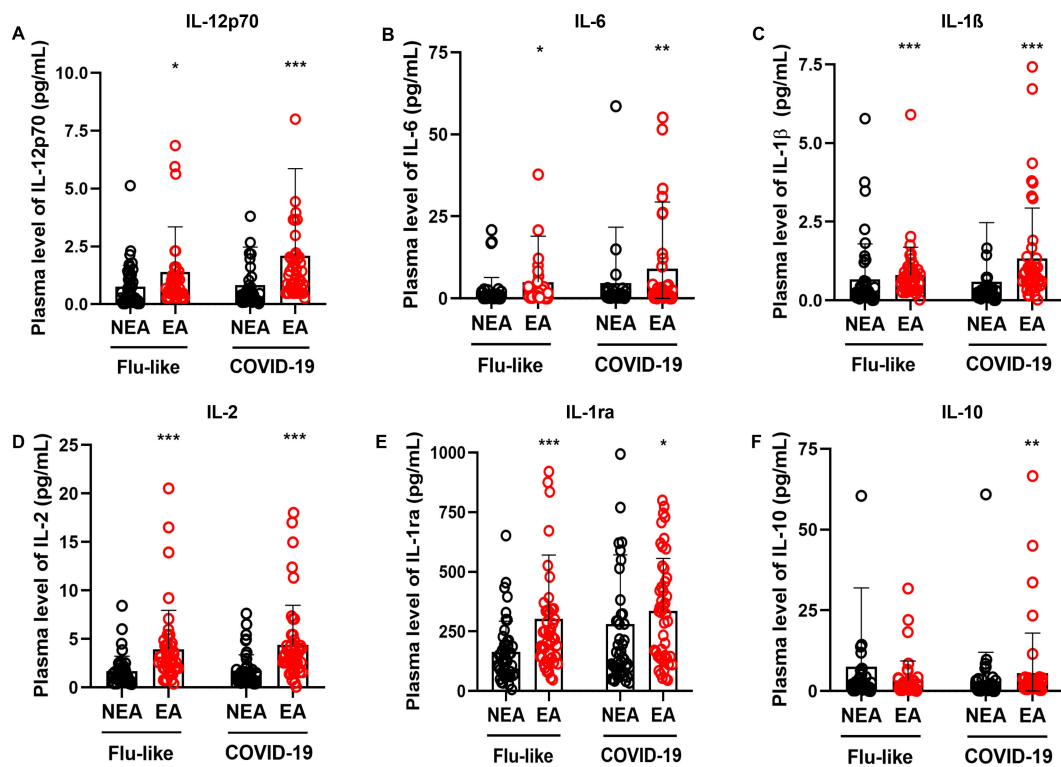 IL-12p70
A
Plasma level of IL-12p70 (pg/mL)
10.0
7.5
5.0
2.5
0.0
*
***
NEA EA NEA EA
Flu-like COVID-19
IL-6
B
Plasma level of IL-6 (pg/mL)
75
50
25
0
*
**
NEA EA NEA EA
Flu-like COVID-19
IL-1ß
C
Plasma level of IL-1β (pg/mL)
7.5
5.0
2.5
0.0
***
***
NEA EA NEA EA
Flu-like COVID-19
IL-2
D
Plasma level of IL-2 (pg/mL)
25
20
15
10
5
0
***
***
NEA EA NEA EA
Flu-like COVID-19
IL-1ra
E
Plasma level of IL-1ra (pg/mL)
1000
750
500
250
0
***
*
NEA EA NEA EA
Flu-like COVID-19
IL-10
F
Plasma level of IL-10 (pg/mL)
75
50
25
0
**
NEA EA NEA EA
Flu-like COVID-19